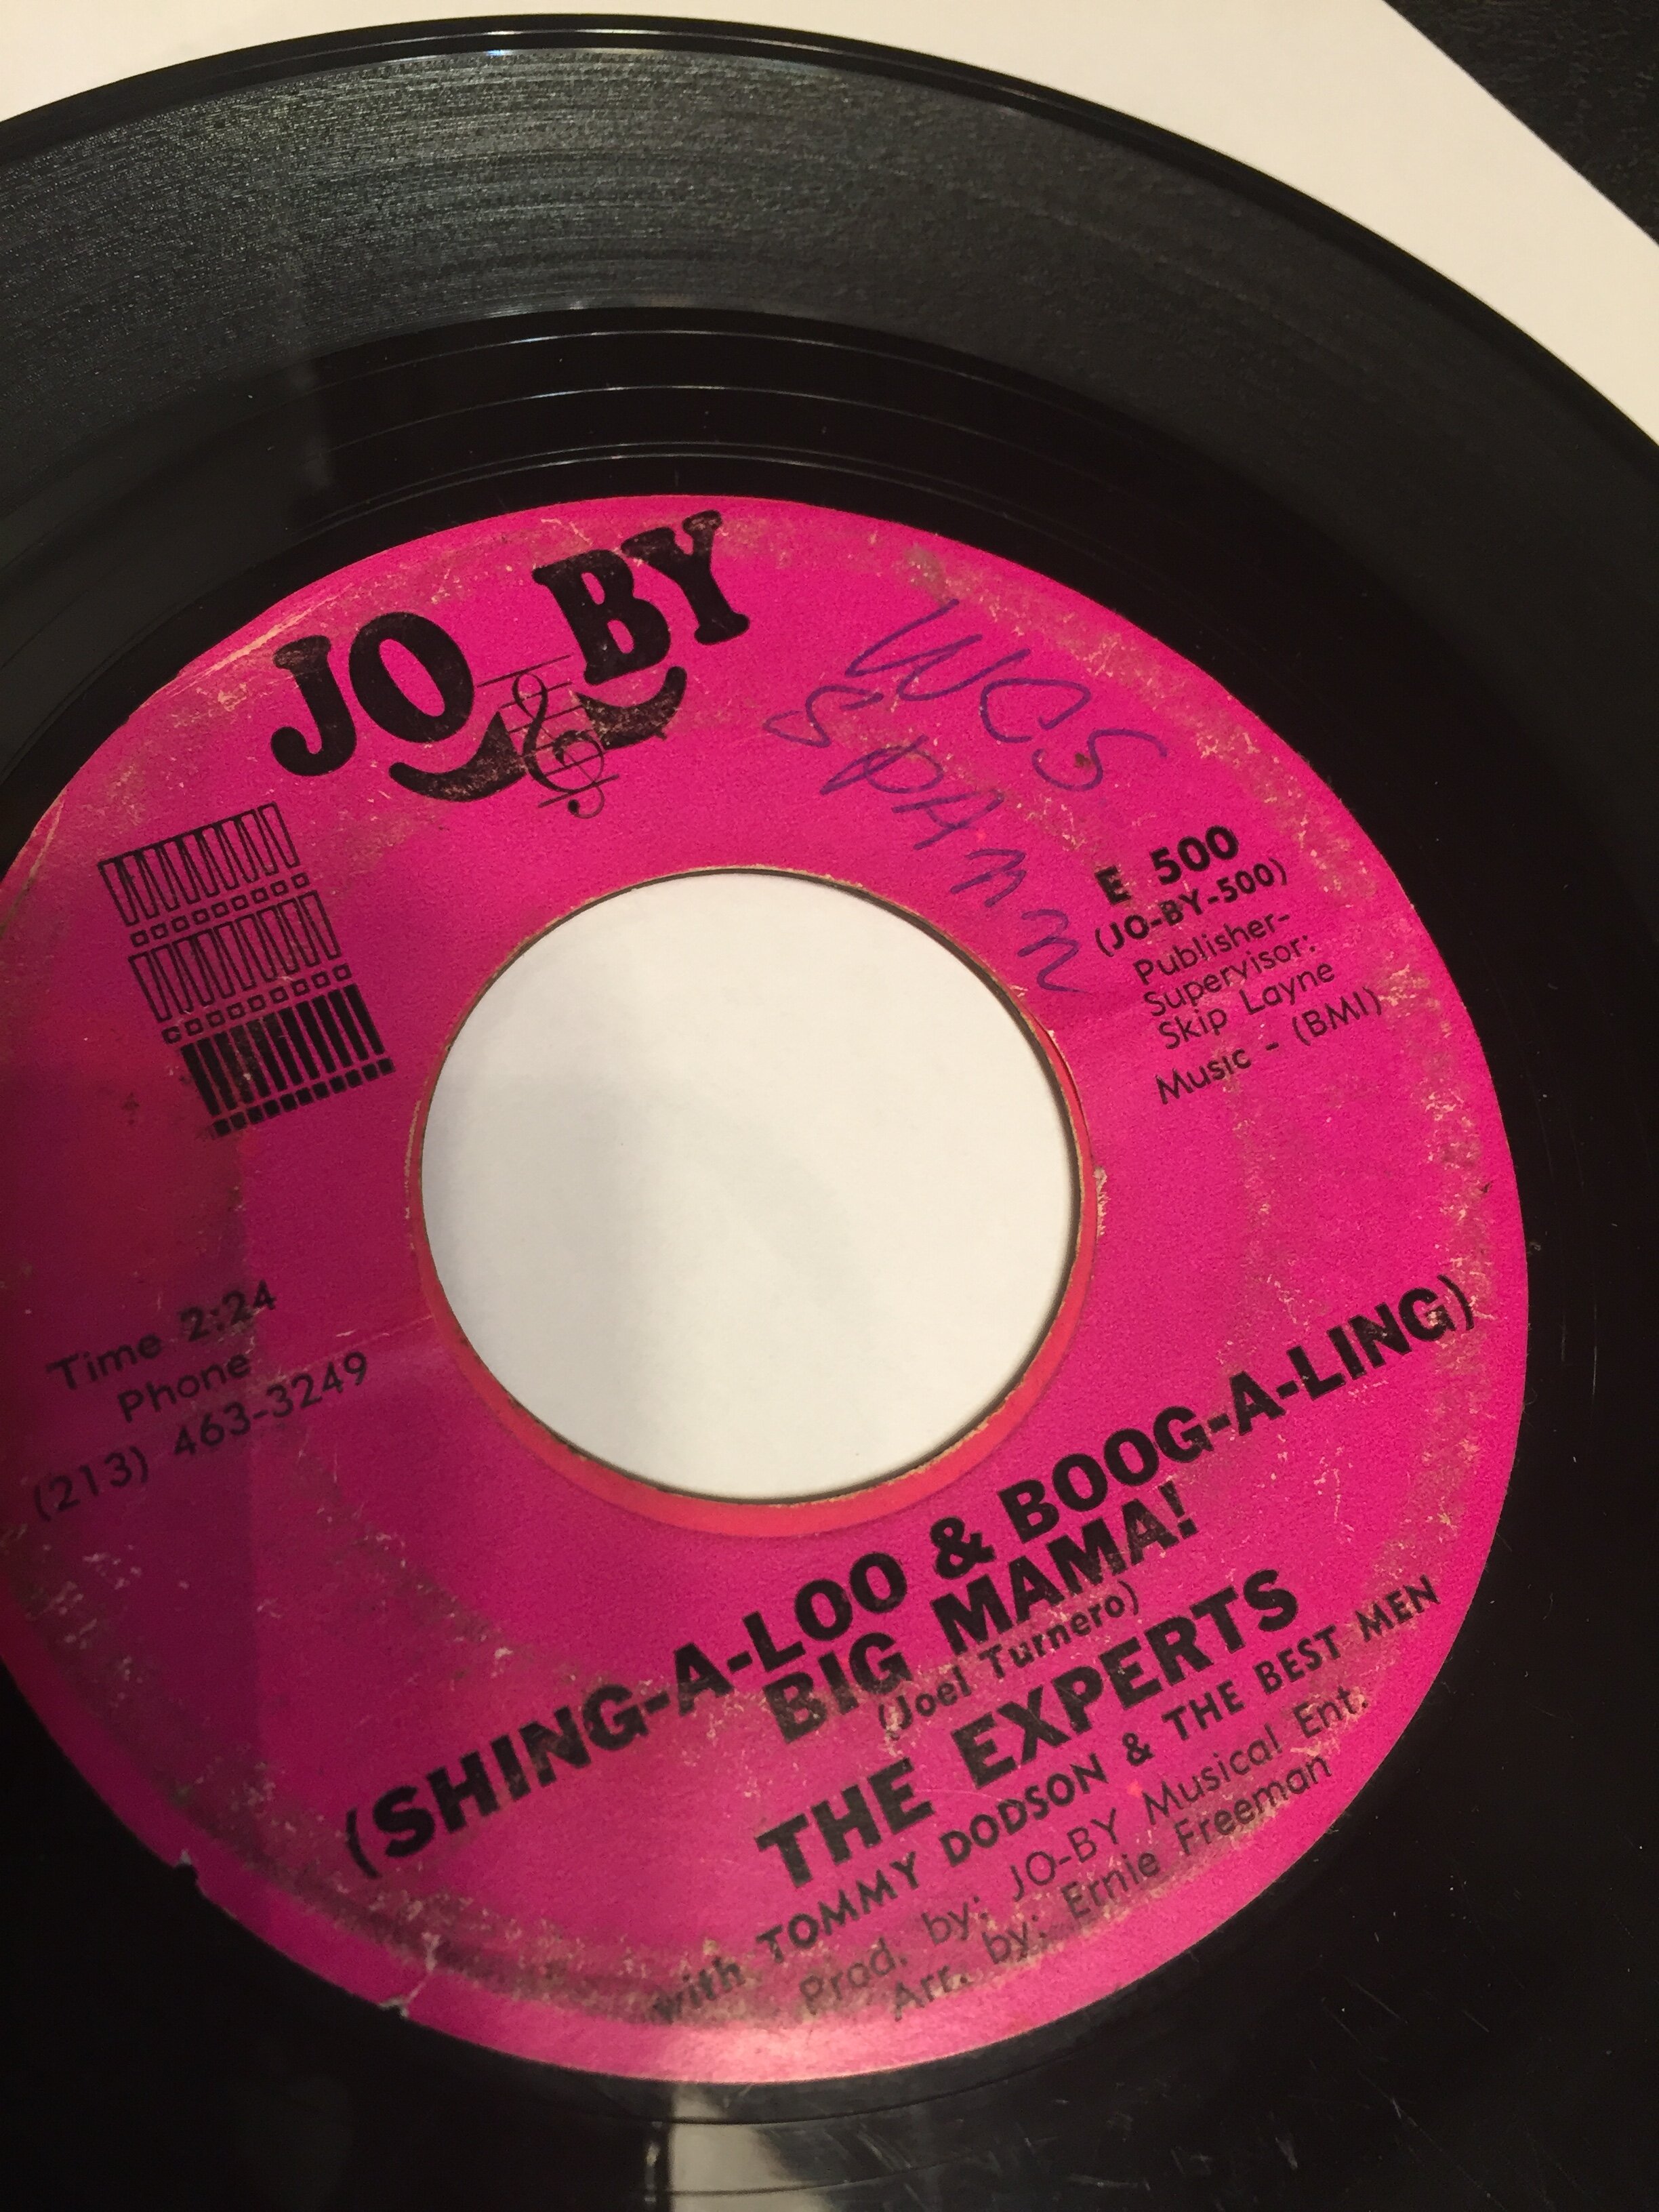 JO BY
WCS
SPANN
E 500
(JO-BY-500)
Publisher-
Supervisor:
Skip Layne
Music - (BMI)
Time 2:24
Phone
(213) 463-3249
(SHING-A-LOO & BOOG-A-LING)
BIG MAMA!
(Joel Turnero)
THE EXPERTS
with TOMMY DODSON & THE BEST MEN
Prod. by: JO-BY Musical Ent.
Arr. by: Ernie Freeman